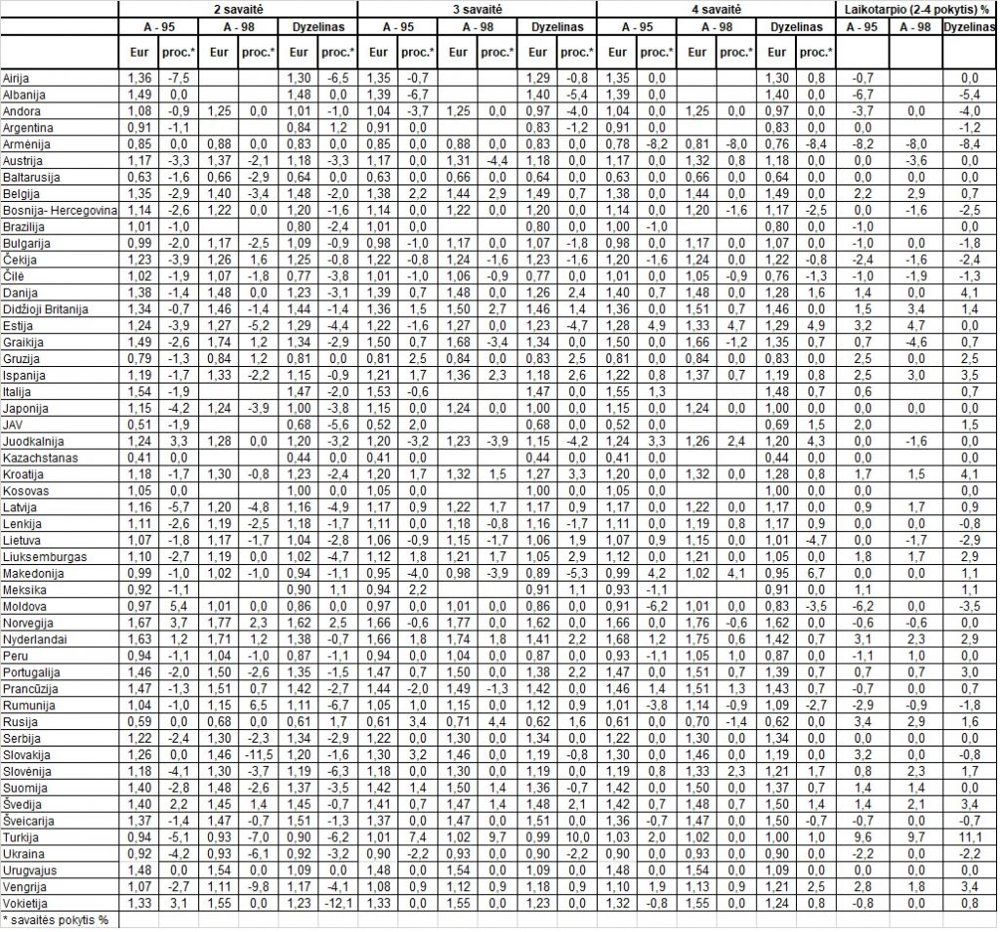 2 savaitė 3 savaitė 4 savaitė Laikotarpio (2-4 pokytis) %
A - 95 A - 98 Dyzelinas A - 95 A - 98 Dyzelinas A - 95 A - 98 Dyzelinas A - 95 A - 98 Dyzelinas
Eur proc.* Eur proc.* Eur proc.* Eur proc.* Eur proc.* Eur proc.* Eur proc.* Eur proc.* Eur proc.*
Airija 1,36 -7,5 1,30 -6,5 1,35 -0,7 1,29 -0,8 1,35 0,0 1,30 0,8 -0,7 0,0
Albanija 1,49 0,0 1,48 0,0 1,39 -6,7 1,40 -5,4 1,39 0,0 1,40 0,0 -6,7 -5,4
Andora 1,08 -0,9 1,25 0,0 1,01 -1,0 1,04 -3,7 1,25 0,0 0,97 -4,0 1,04 0,0 1,25 0,0 0,97 0,0 -3,7 0,0 -4,0
Argentina 0,91 -1,1 0,84 1,2 0,91 0,0 0,83 -1,2 0,91 0,0 0,83 0,0 0,0 -1,2
Armėnija 0,85 0,0 0,88 0,0 0,83 0,0 0,85 0,0 0,88 0,0 0,83 0,0 0,78 -8,2 0,81 -8,0 0,76 -8,4 -8,2 -8,0 -8,4
Austrija 1,17 -3,3 1,37 -2,1 1,18 -3,3 1,17 0,0 1,31 -4,4 1,18 0,0 1,17 0,0 1,32 0,8 1,18 0,0 0,0 -3,6 0,0
Baltarusija 0,63 -1,6 0,66 -2,9 0,64 0,0 0,63 0,0 0,66 0,0 0,64 0,0 0,63 0,0 0,66 0,0 0,64 0,0 0,0 0,0 0,0
Belgija 1,35 -2,9 1,40 -3,4 1,48 -2,0 1,38 2,2 1,44 2,9 1,49 0,7 1,38 0,0 1,44 0,0 1,49 0,0 2,2 2,9 0,7
Bosnija- Hercegovina 1,14 -2,6 1,22 0,0 1,20 -1,6 1,14 0,0 1,22 0,0 1,20 0,0 1,14 0,0 1,20 -1,6 1,17 -2,5 0,0 -1,6 -2,5
Brazilija 1,01 -1,0 0,80 -2,4 1,01 0,0 0,80 0,0 1,00 -1,0 0,80 0,0 -1,0 0,0
Bulgarija 0,99 -2,0 1,17 -2,5 1,09 -0,9 0,98 -1,0 1,17 0,0 1,07 -1,8 0,98 0,0 1,17 0,0 1,07 0,0 -1,0 0,0 -1,8
Čekija 1,23 -3,9 1,26 1,6 1,25 -0,8 1,22 -0,8 1,24 -1,6 1,23 -1,6 1,20 -1,6 1,24 0,0 1,22 -0,8 -2,4 -1,6 -2,4
Čilė 1,02 -1,9 1,07 -1,8 0,77 -3,8 1,01 -1,0 1,06 -0,9 0,77 0,0 1,01 0,0 1,05 -0,9 0,76 -1,3 -1,0 -1,9 -1,3
Danija 1,38 -1,4 1,48 0,0 1,23 -3,1 1,39 0,7 1,48 0,0 1,26 2,4 1,40 0,7 1,48 0,0 1,28 1,6 1,4 0,0 4,1
Didžioji Britanija 1,34 -0,7 1,46 -1,4 1,44 -1,4 1,36 1,5 1,50 2,7 1,46 1,4 1,36 0,0 1,51 0,7 1,46 0,0 1,5 3,4 1,4
Estija 1,24 -3,9 1,27 -5,2 1,29 -4,4 1,22 -1,6 1,27 0,0 1,23 -4,7 1,28 4,9 1,33 4,7 1,29 4,9 3,2 4,7 0,0
Graikija 1,49 -2,6 1,74 1,2 1,34 -2,9 1,50 0,7 1,68 -3,4 1,34 0,0 1,50 0,0 1,66 -1,2 1,35 0,7 0,7 -4,6 0,7
Gruzija 0,79 -1,3 0,84 1,2 0,81 0,0 0,81 2,5 0,84 0,0 0,83 2,5 0,81 0,0 0,84 0,0 0,83 0,0 2,5 0,0 2,5
Ispanija 1,19 -1,7 1,33 -2,2 1,15 -0,9 1,21 1,7 1,36 2,3 1,18 2,6 1,22 0,8 1,37 0,7 1,19 0,8 2,5 3,0 3,5
Italija 1,54 -1,9 1,47 -2,0 1,53 -0,6 1,47 0,0 1,55 1,3 1,48 0,7 0,6 0,7
Japonija 1,15 -4,2 1,24 -3,9 1,00 -3,8 1,15 0,0 1,24 0,0 1,00 0,0 1,15 0,0 1,24 0,0 1,00 0,0 0,0 0,0 0,0
JAV 0,51 -1,9 0,68 -5,6 0,52 2,0 0,68 0,0 0,52 0,0 0,69 1,5 2,0 1,5
Juodkalnija 1,24 3,3 1,28 0,0 1,20 -3,2 1,20 -3,2 1,23 -3,9 1,15 -4,2 1,24 3,3 1,26 2,4 1,20 4,3 0,0 -1,6 0,0
Kazachstanas 0,41 0,0 0,44 0,0 0,41 0,0 0,44 0,0 0,41 0,0 0,44 0,0 0,0 0,0
Kroatija 1,18 -1,7 1,30 -0,8 1,23 -2,4 1,20 1,7 1,32 1,5 1,27 3,3 1,20 0,0 1,32 0,0 1,28 0,8 1,7 1,5 4,1
Kosovas 1,05 0,0 1,00 0,0 1,05 0,0 1,00 0,0 1,05 0,0 1,00 0,0 0,0 0,0
Latvija 1,16 -5,7 1,20 -4,8 1,16 -4,9 1,17 0,9 1,22 1,7 1,17 0,9 1,17 0,0 1,22 0,0 1,17 0,0 0,9 1,7 0,9
Lenkija 1,11 -2,6 1,19 -2,5 1,18 -1,7 1,11 0,0 1,18 -0,8 1,16 -1,7 1,11 0,0 1,19 0,8 1,17 0,9 0,0 0,0 -0,8
Lietuva 1,07 -1,8 1,17 -1,7 1,04 -2,8 1,06 -0,9 1,15 -1,7 1,06 1,9 1,07 0,9 1,15 0,0 1,01 -4,7 0,0 -1,7 -2,9
Liuksemburgas 1,10 -2,7 1,19 0,0 1,02 -4,7 1,12 1,8 1,21 1,7 1,05 2,9 1,12 0,0 1,21 0,0 1,05 0,0 1,8 1,7 2,9
Makedonija 0,99 -1,0 1,02 -1,0 0,94 -1,1 0,95 -4,0 0,98 -3,9 0,89 -5,3 0,99 4,2 1,02 4,1 0,95 6,7 0,0 0,0 1,1
Meksika 0,92 -1,1 0,90 1,1 0,94 2,2 0,91 1,1 0,93 -1,1 0,91 0,0 1,1 1,1
Moldova 0,97 5,4 1,01 0,0 0,86 0,0 0,97 0,0 1,01 0,0 0,86 0,0 0,91 -6,2 1,01 0,0 0,83 -3,5 -6,2 0,0 -3,5
Norvegija 1,67 3,7 1,77 2,3 1,62 2,5 1,66 -0,6 1,77 0,0 1,62 0,0 1,66 0,0 1,76 -0,6 1,62 0,0 -0,6 -0,6 0,0
Nyderlandai 1,63 1,2 1,71 1,2 1,38 -0,7 1,66 1,8 1,74 1,8 1,41 2,2 1,68 1,2 1,75 0,6 1,42 0,7 3,1 2,3 2,9
Peru 0,94 -1,1 1,04 -1,0 0,87 -1,1 0,94 0,0 1,04 0,0 0,87 0,0 0,93 -1,1 1,05 1,0 0,87 0,0 -1,1 1,0 0,0
Portugalija 1,46 -2,0 1,50 -2,6 1,35 -1,5 1,47 0,7 1,50 0,0 1,38 2,2 1,47 0,0 1,51 0,7 1,39 0,7 0,7 0,7 3,0
Prancūzija 1,47 -1,3 1,51 0,7 1,42 -2,7 1,44 -2,0 1,49 -1,3 1,42 0,0 1,46 1,4 1,51 1,3 1,43 0,7 -0,7 0,0 0,7
Rumunija 1,04 -1,0 1,15 6,5 1,11 -6,7 1,05 1,0 1,15 0,0 1,12 0,9 1,01 -3,8 1,14 -0,9 1,09 -2,7 -2,9 -0,9 -1,8
Rusija 0,59 0,0 0,68 0,0 0,61 1,7 0,61 3,4 0,71 4,4 0,62 1,6 0,61 0,0 0,70 -1,4 0,62 0,0 3,4 2,9 1,6
Serbija 1,22 -2,4 1,30 -2,3 1,34 -2,9 1,22 0,0 1,30 0,0 1,34 0,0 1,22 0,0 1,30 0,0 1,34 0,0 0,0 0,0 0,0
Slovakija 1,26 0,0 1,46 -11,5 1,20 -1,6 1,30 3,2 1,46 0,0 1,19 -0,8 1,30 0,0 1,46 0,0 1,19 0,0 3,2 0,0 -0,8
Slovėnija 1,18 -4,1 1,30 -3,7 1,19 -6,3 1,18 0,0 1,30 0,0 1,19 0,0 1,19 0,8 1,33 2,3 1,21 1,7 0,8 2,3 1,7
Suomija 1,40 -2,8 1,48 -2,6 1,37 -3,5 1,42 1,4 1,50 1,4 1,36 -0,7 1,42 0,0 1,50 0,0 1,37 0,7 1,4 1,4 0,0
Švedija 1,40 2,2 1,45 1,4 1,45 -0,7 1,41 0,7 1,47 1,4 1,48 2,1 1,42 0,7 1,48 0,7 1,50 1,4 1,4 2,1 3,4
Šveicarija 1,37 -1,4 1,47 -0,7 1,51 -1,3 1,37 0,0 1,47 0,0 1,51 0,0 1,36 -0,7 1,47 0,0 1,50 -0,7 -0,7 0,0 -0,7
Turkija 0,94 -5,1 0,93 -7,0 0,90 -6,2 1,01 7,4 1,02 9,7 0,99 10,0 1,03 2,0 1,02 0,0 1,00 1,0 9,6 9,7 11,1
Ukraina 0,92 -4,2 0,93 -6,1 0,92 -3,2 0,90 -2,2 0,93 0,0 0,90 -2,2 0,90 0,0 0,93 0,0 0,90 0,0 -2,2 0,0 -2,2
Urugvajus 1,48 0,0 1,54 0,0 1,09 0,0 1,48 0,0 1,54 0,0 1,09 0,0 1,48 0,0 1,54 0,0 1,09 0,0 0,0 0,0 0,0
Vengrija 1,07 -2,7 1,11 -9,8 1,17 -4,1 1,08 0,9 1,12 0,9 1,18 0,9 1,10 1,9 1,13 0,9 1,21 2,5 2,8 1,8 3,4
Vokietija 1,33 3,1 1,55 0,0 1,23 -12,1 1,33 0,0 1,55 0,0 1,23 0,0 1,32 -0,8 1,55 0,0 1,24 0,8 -0,8 0,0 0,8
* savaitės pokytis %